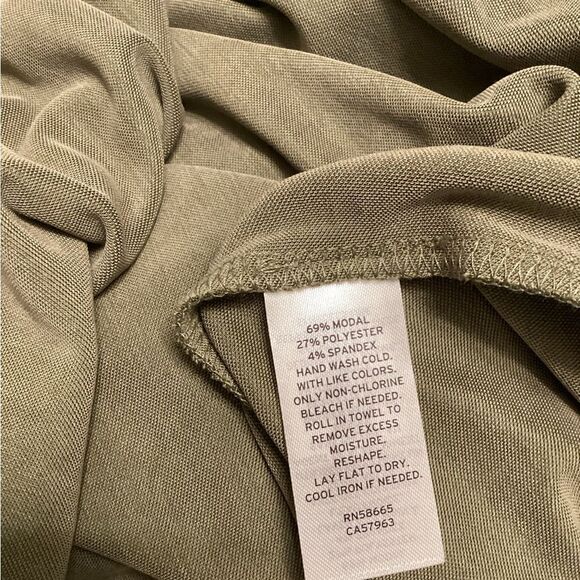 69% MODAL
27% POLYESTER
4% SPANDEX
HAND WASH COLD.
WITH LIKE COLORS.
ONLY NON-CHLORINE
BLEACH IF NEEDED.
ROLL IN TOWEL TO
REMOVE EXCESS
MOISTURE.
RESHAPE.
LAY FLAT TO DRY.
COOL IRON IF NEEDED.
RN58665
CA57963